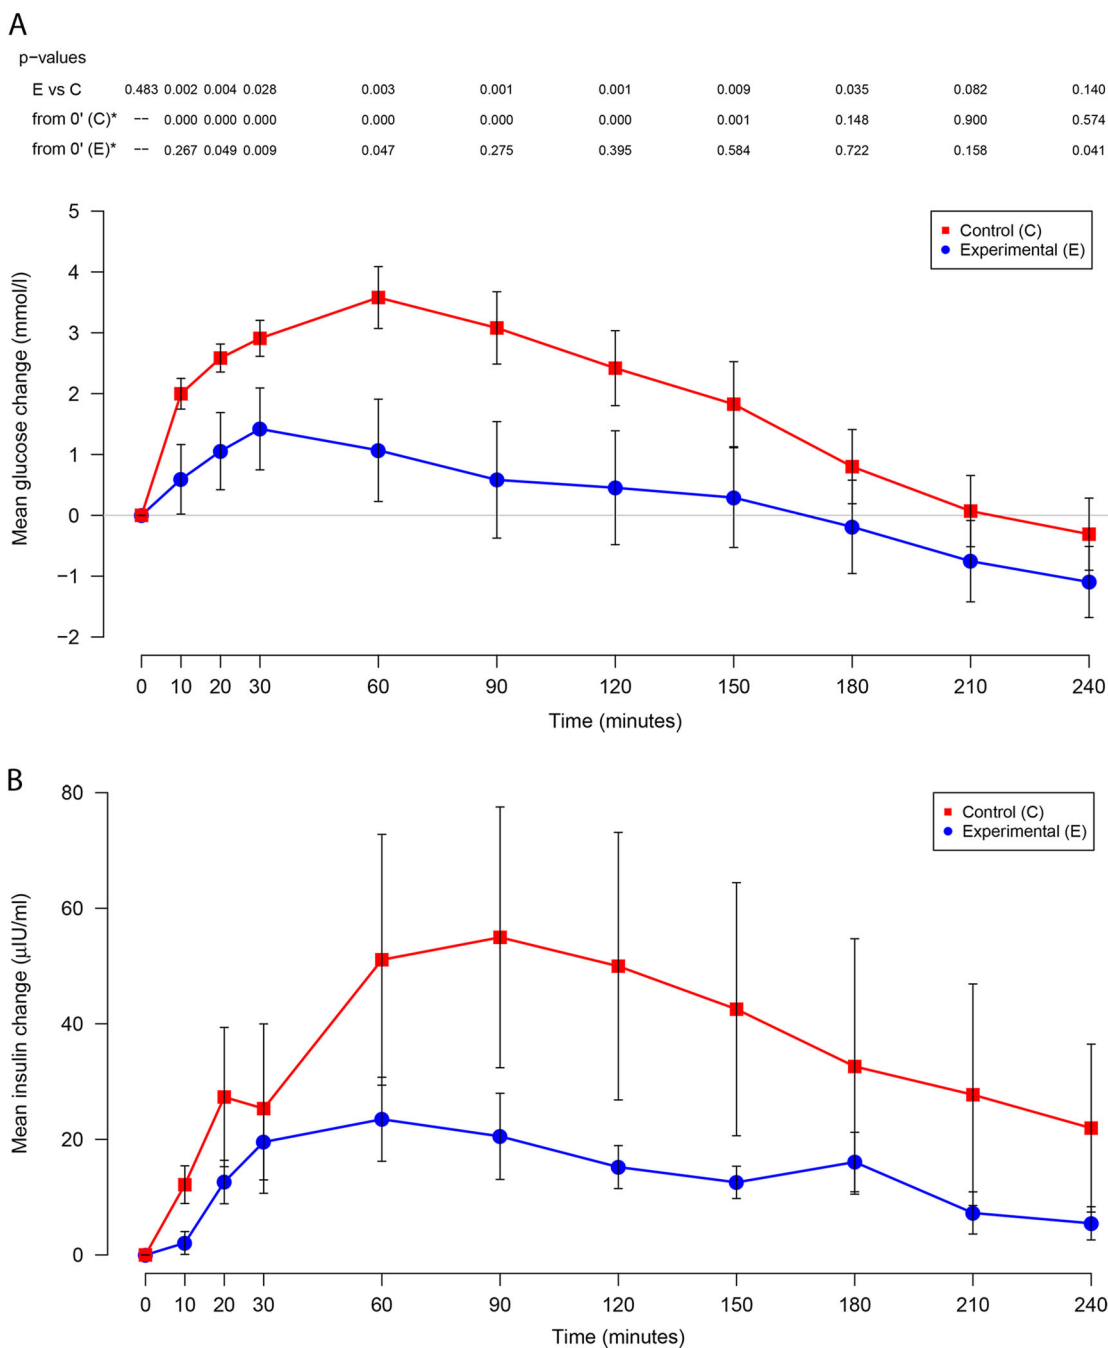 A
p−values
E vs C 0.483 0.002 0.004 0.028 0.003 0.001 0.001 0.009 0.035 0.082 0.140
from 0' (C)* −− 0.000 0.000 0.000 0.000 0.000 0.000 0.001 0.148 0.900 0.574
from 0' (E)* −− 0.267 0.049 0.009 0.047 0.275 0.395 0.584 0.722 0.158 0.041
Mean glucose change (mmol/l)
5
4
3
2
1
0
−1
−2
Control (C)
Experimental (E)
0 10 20 30 60 90 120 150 180 210 240
Time (minutes)
B
Mean insulin change (µIU/ml)
80
60
40
20
0
Control (C)
Experimental (E)
0 10 20 30 60 90 120 150 180 210 240
Time (minutes)